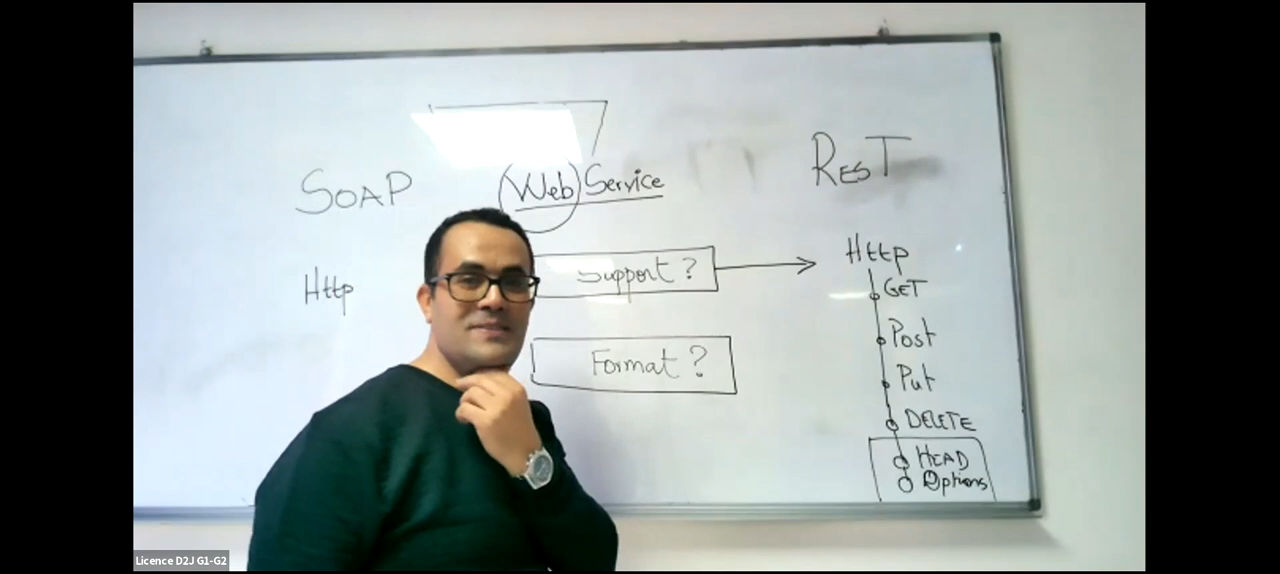 SOAP
(Web) Service
REST
Http
Support ?
Http
GET
Post
Put
DELETE
HEAD
Options
Format ?
Licence D2J G1-G2